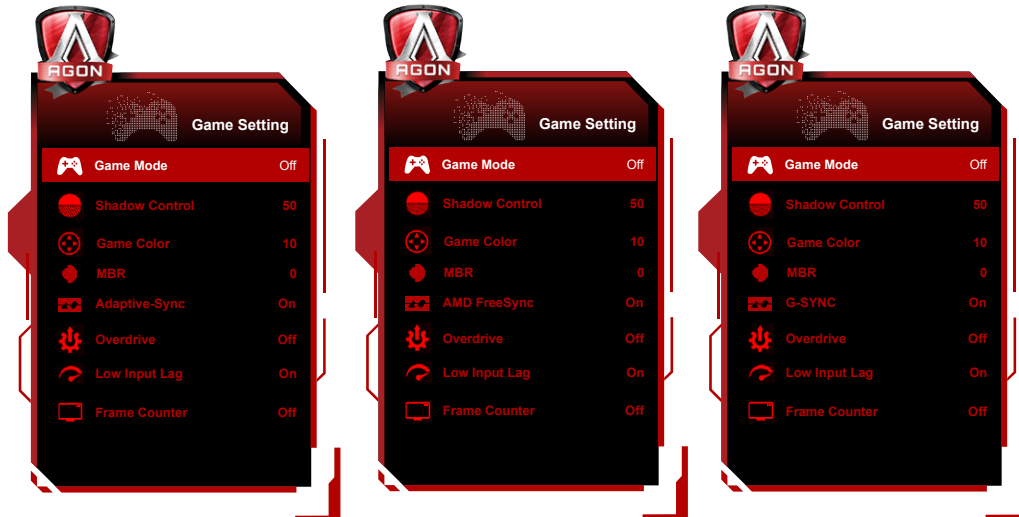 AGON
Game Setting
Game Mode Off
Shadow Control 50
Game Color 10
MBR 0
Adaptive-Sync On
Overdrive Off
Low Input Lag On
Frame Counter Off
AGON
Game Setting
Game Mode Off
Shadow Control 50
Game Color 10
MBR 0
AMD FreeSync On
Overdrive Off
Low Input Lag On
Frame Counter Off
AGON
Game Setting
Game Mode Off
Shadow Control 50
Game Color 10
MBR 0
G-SYNC On
Overdrive Off
Low Input Lag On
Frame Counter Off